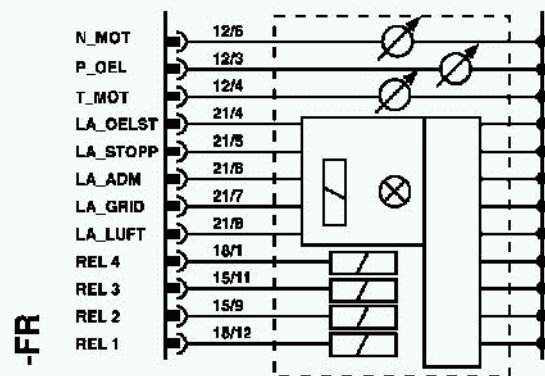 N_MOT 12/6
P_OEL 12/3
T_MOT 12/4
LA_OELST 21/4
LA_STOPP 21/5
LA_ADM 21/6
LA_GRID 21/7
LA_LUFT 21/8
REL 4 18/1
REL 3 15/11
REL 2 15/9
REL 1 18/12
-FR